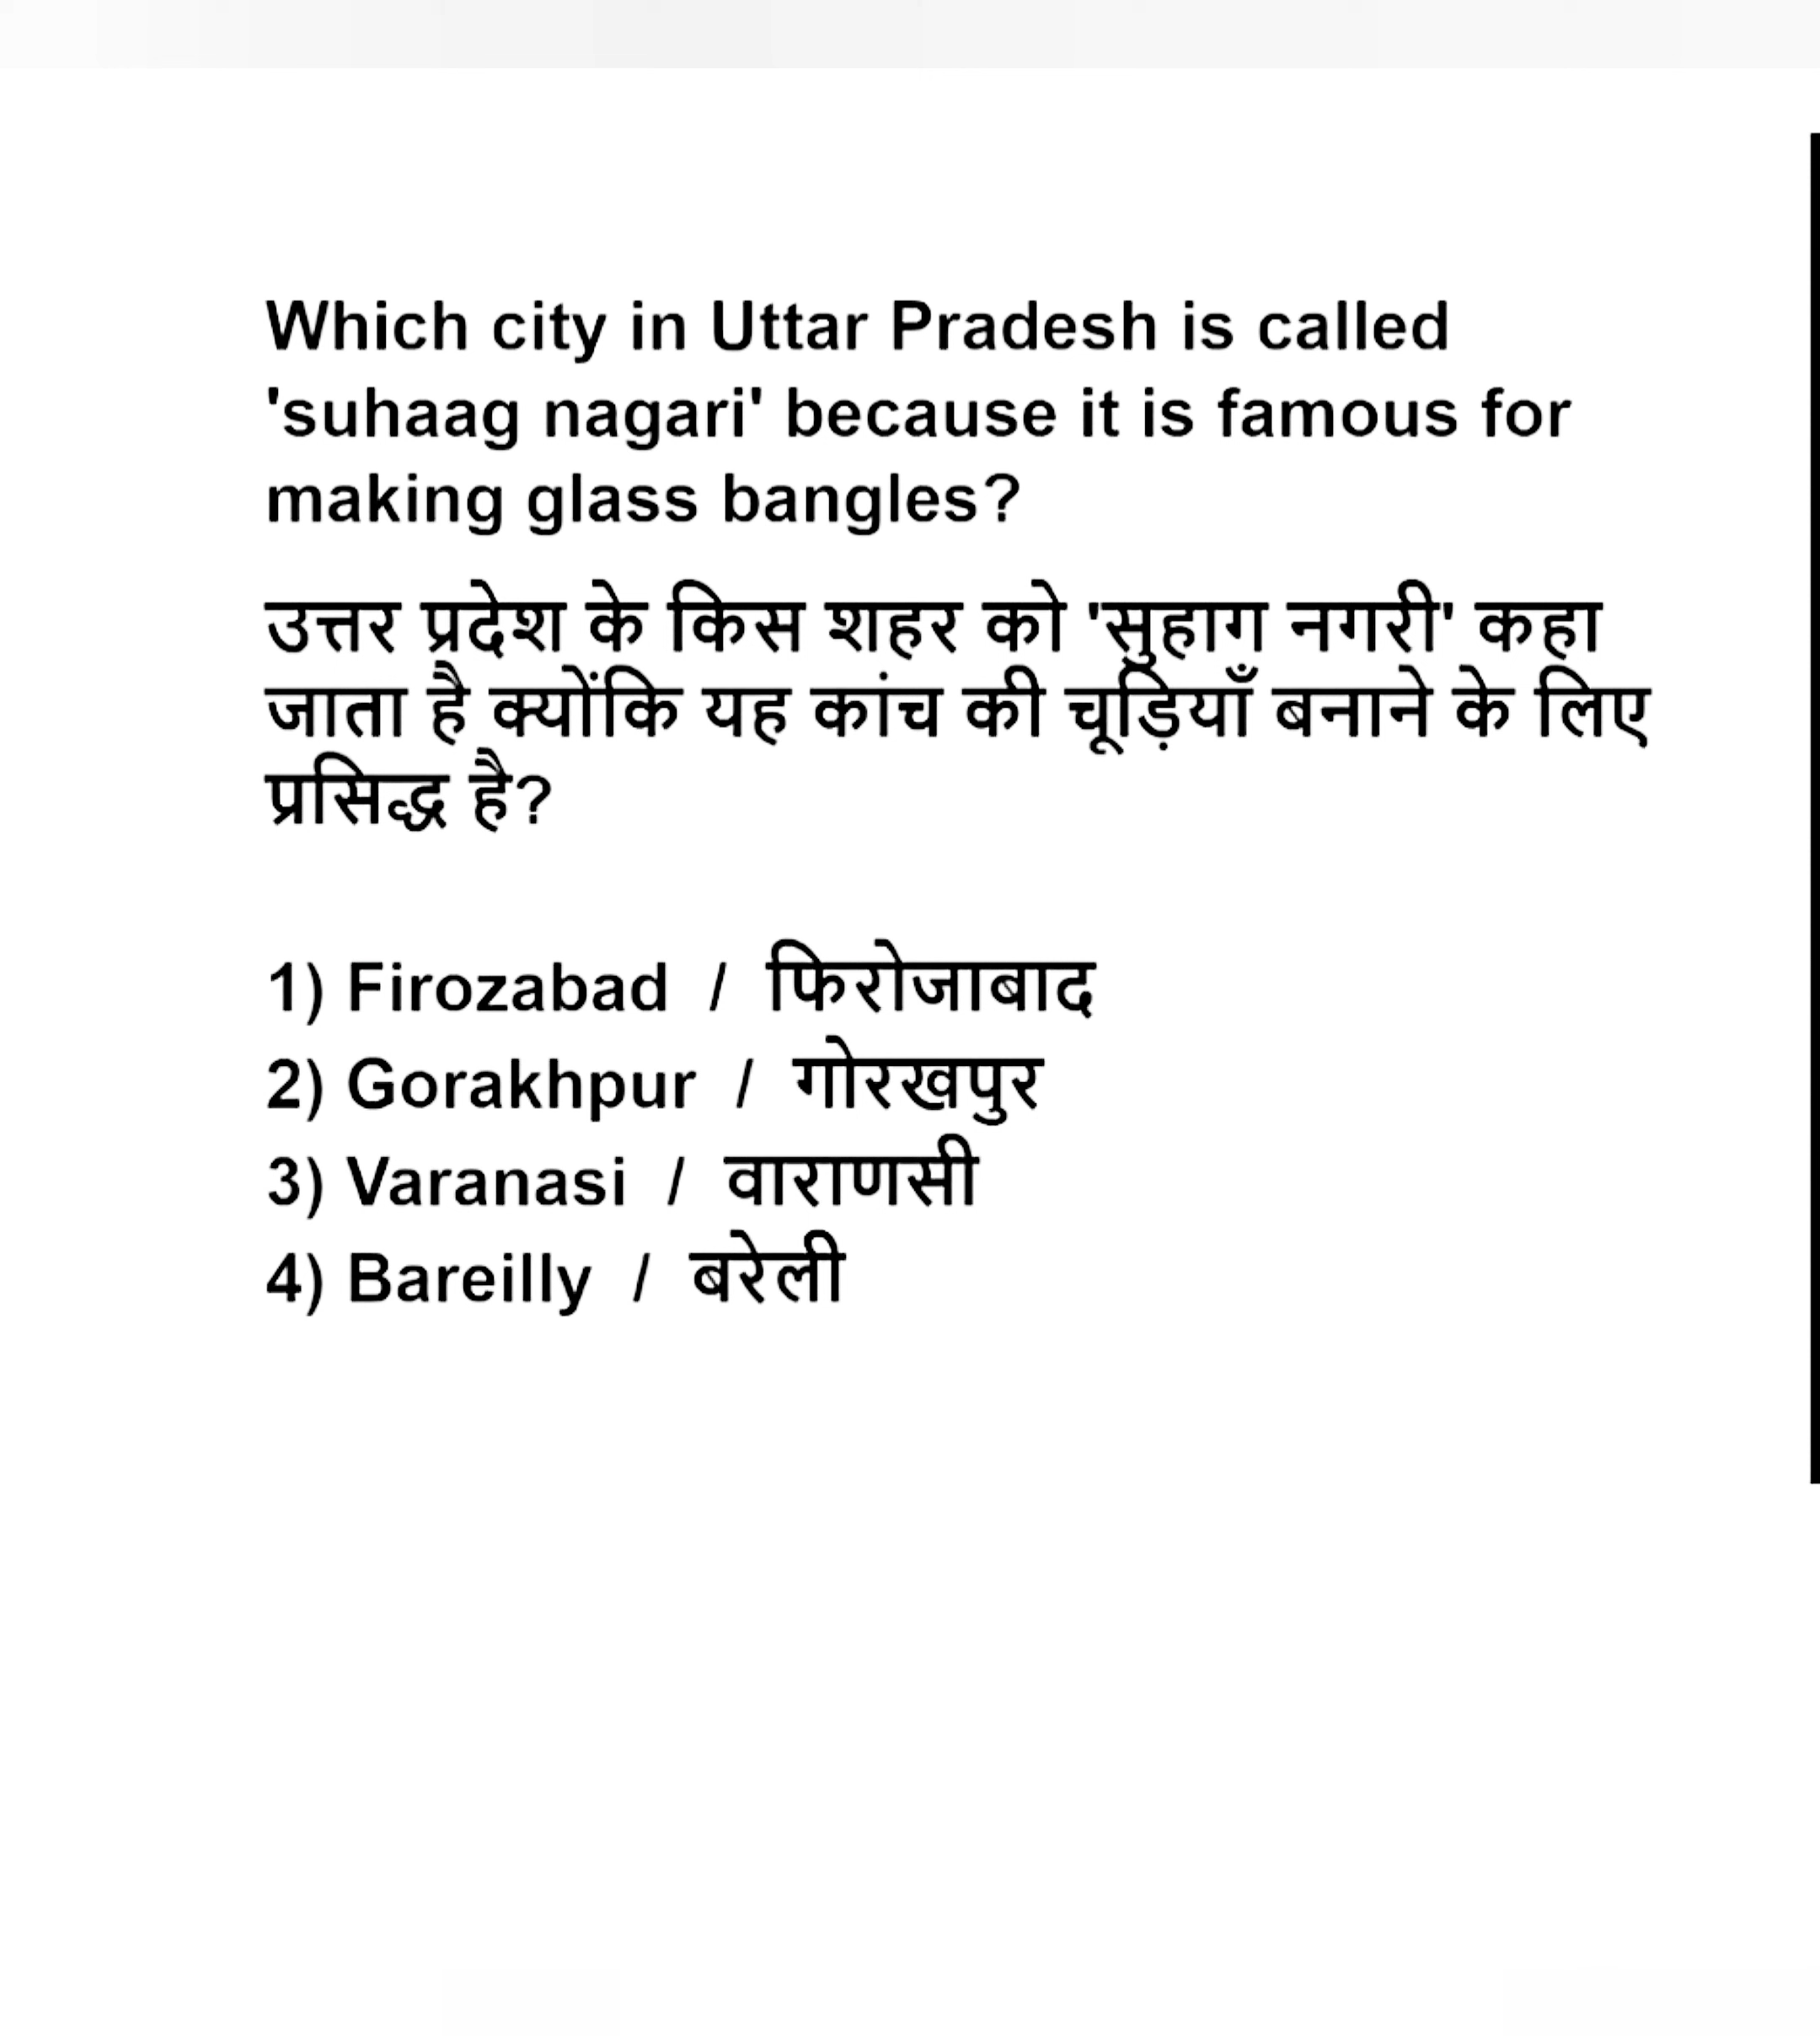 Which city in Uttar Pradesh is called
'suhaag nagari' because it is famous for
making glass bangles?
उत्तर प्रदेश के किस शहर को 'सुहाग नगरी' कहा
जाता है क्योंकि यह कांच की चूड़ियाँ बनाने के लिए
प्रसिद्ध है?
1) Firozabad / फिरोजाबाद
2) Gorakhpur / गोरखपुर
3) Varanasi / वाराणसी
4) Bareilly / बरेली